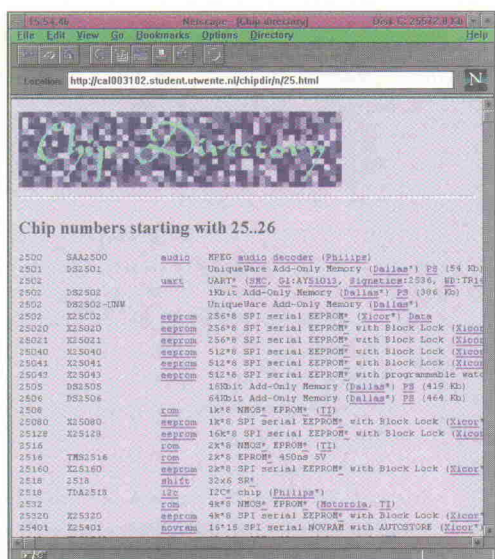 15:54:46 Netscape - [Chip directory] Disk C: 25572.0 Kb
File Edit View Go Bookmarks Options Directory Help
Location: http://cal003102.student.utwente.nl/chipdir/n/25.html N
Chip Directory
Chip numbers starting with 25..26
2500 SAA2500 audio MPEG audio decoder (Philips)
2501 DS2501 UniqueWare Add-Only Memory (Dallas*) PS (54 Kb)
2502 uart UART* (SMC, GI:AY51013, Signetics:2536, WD:TR14
2502 DS2502 1Kbit Add-Only Memory (Dallas*) PS (386 Kb)
2502 DS2502-UNW UniqueWare Add-Only Memory (Dallas*)
2502 X25C02 eeprom 256*8 SPI serial EEPROM* (Xicor*) Data
25020 X25020 eeprom 256*8 SPI serial EEPROM* with Block Lock (Xicor
25021 X25021 eeprom 256*8 SPI serial EEPROM* with Block Lock (Xicor
25040 X25040 eeprom 512*8 SPI serial EEPROM* with Block Lock (Xicor
25041 X25041 eeprom 512*8 SPI serial EEPROM* with Block Lock (Xicor
25043 X25043 eeprom 512*8 SPI serial EEPROM* with programmable watc
2505 DS2505 16Kbit Add-Only Memory (Dallas*) PS (419 Kb)
2506 DS2506 64Kbit Add-Only Memory (Dallas*) PS (464 Kb)
2508 rom 1k*8 NMOS* EPROM* (TI)
25080 X25080 eeprom 1k*8 SPI serial EEPROM* with Block Lock (Xicor*
25128 X25128 eeprom 16k*8 SPI serial EEPROM* with Block Lock (Xicor
2516 rom 2k*8 NMOS* EPROM* (TI)
2516 TMS2516 rom 2k*8 EPROM* 450ns 5V
25160 X25160 eeprom 2k*8 SPI serial EEPROM* with Block Lock (Xicor*
2518 2518 shift 32x6 SR*
2518 TDA2518 i2c I2C* chip (Philips*)
2532 rom 4k*8 NMOS* EPROM* (Motorola, TI)
25320 X25320 eeprom 4k*8 SPI serial EEPROM* with Block Lock (Xicor*
25401 X25401 novram 16*16 SPI serial NOVRAM with AUTOSTORE (Xicor*)